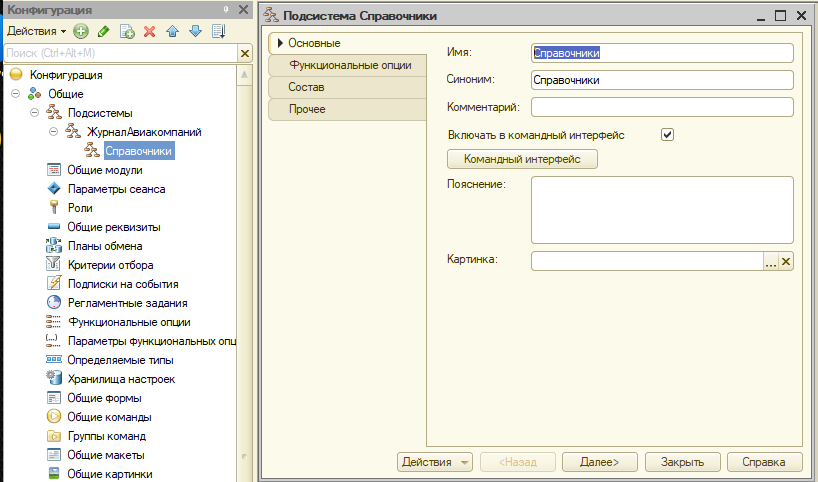 Конфигурация
Действия
Поиск (Ctrl+Alt+M)
Конфигурация
Общие
Подсистемы
ЖурналАвиакомпаний
Справочники
Общие модули
Параметры сеанса
Роли
Общие реквизиты
Планы обмена
Критерии отбора
Подписки на события
Регламентные задания
Функциональные опции
Параметры функциональных опц
Определяемые типы
Хранилища настроек
Общие формы
Общие команды
Группы команд
Общие макеты
Общие картинки
Подсистема Справочники
Основные
Функциональные опции
Состав
Прочее
Имя: Справочники
Синоним: Справочники
Комментарий:
Включать в командный интерфейс
Командный интерфейс
Пояснение:
Картинка: ...
Действия <Назад Далее> Закрыть Справка